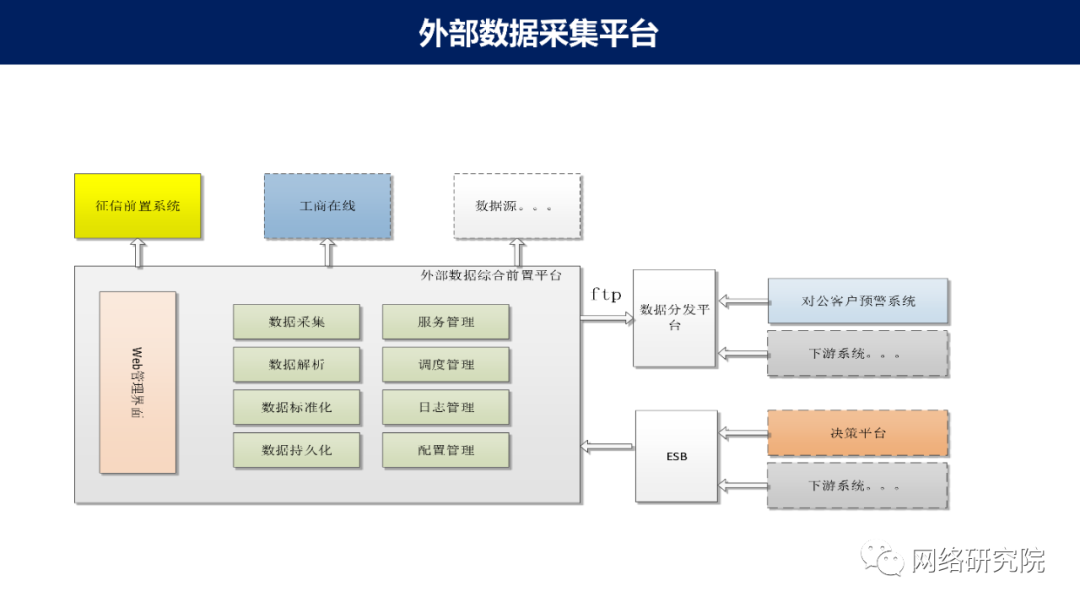 外部数据采集平台
征信前置系统
工商在线
数据源。。。
外部数据综合前置平台
Web管理界面
数据采集
服务管理
数据解析
调度管理
数据标准化
日志管理
数据持久化
配置管理
ftp
数据分发平
台
对公客户预警系统
下游系统。。。
ESB
决策平台
下游系统。。。
网络研究院